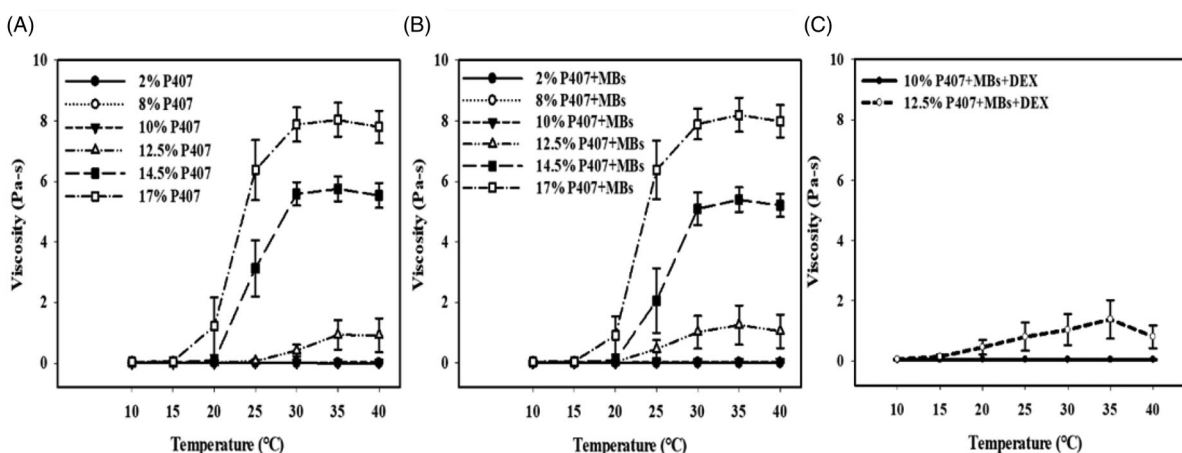 (A)
Viscosity (Pa-s)
10
8
6
4
2
0
2% P407
8% P407
10% P407
12.5% P407
14.5% P407
17% P407
10 15 20 25 30 35 40
Temperature (℃)
(B)
Viscosity (Pa-s)
10
8
6
4
2
0
2% P407+MBs
8% P407+MBs
10% P407+MBs
12.5% P407+MBs
14.5% P407+MBs
17% P407+MBs
10 15 20 25 30 35 40
Temperature (℃)
(C)
Viscosity (Pa-s)
10
8
6
4
2
0
10% P407+MBs+DEX
12.5% P407+MBs+DEX
10 15 20 25 30 35 40
Temperature (℃)